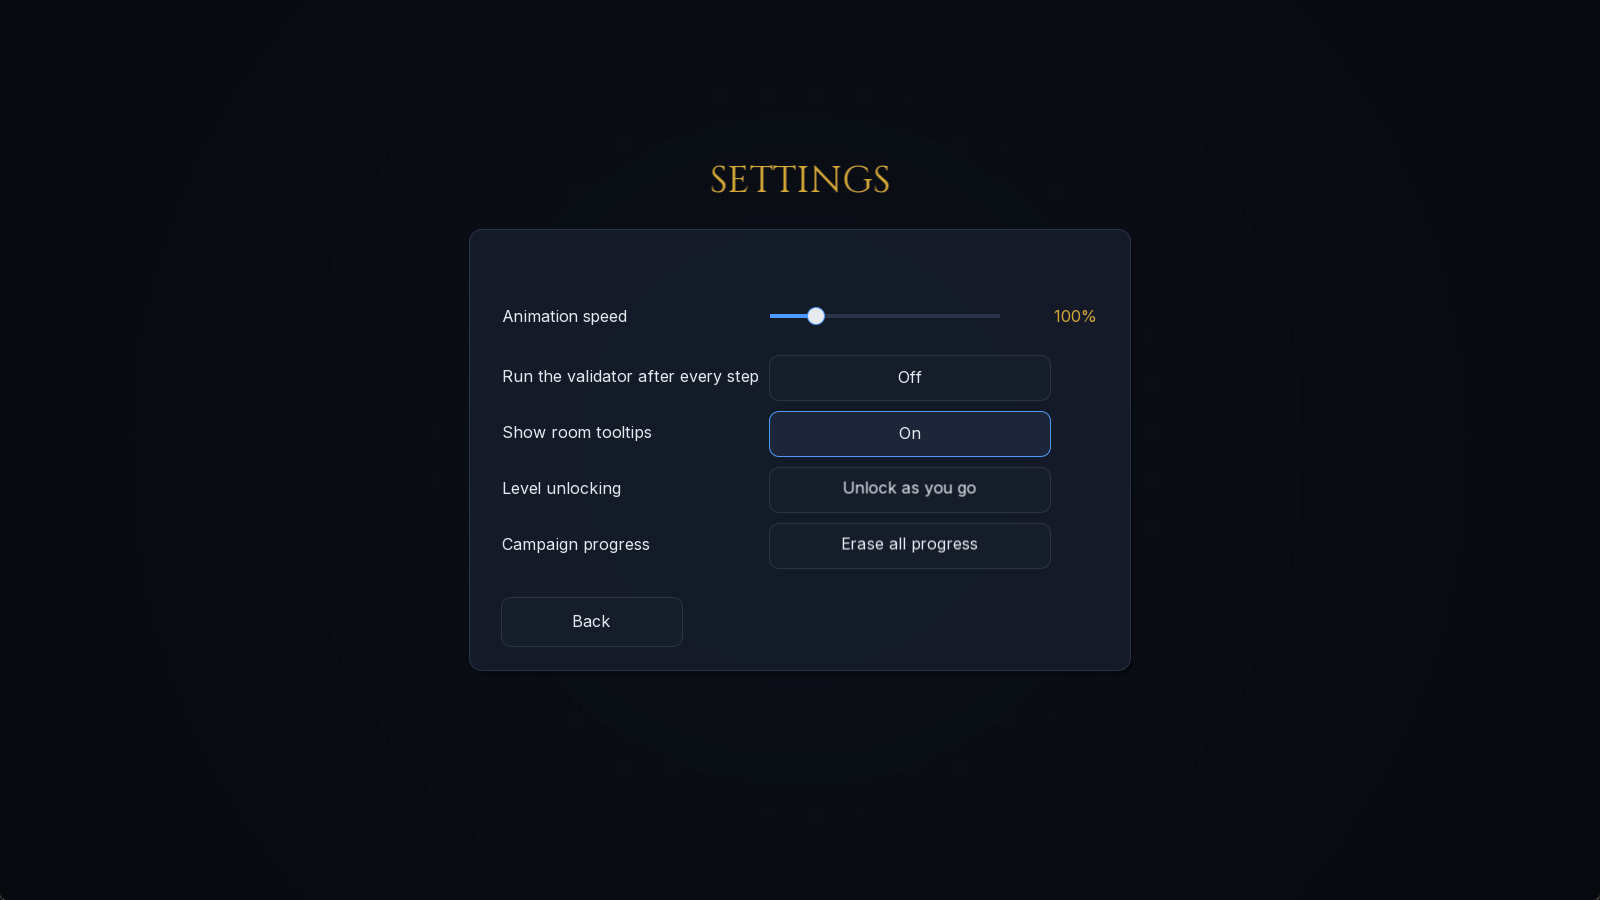 SETTINGS
Animation speed 100%
Run the validator after every step Off
Show room tooltips On
Level unlocking Unlock as you go
Campaign progress Erase all progress
Back